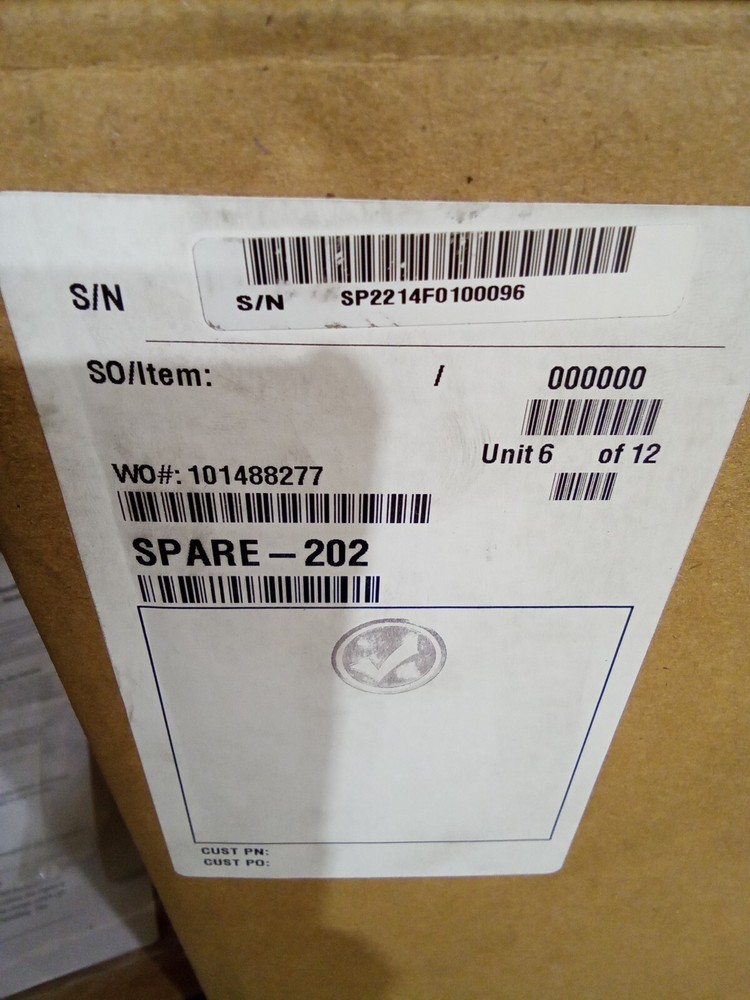 S/N
S/N SP2214F0100096
SO/Item: / 000000
Unit 6 of 12
WO#: 101488277
SPARE-202
CUST PN:
CUST PO: